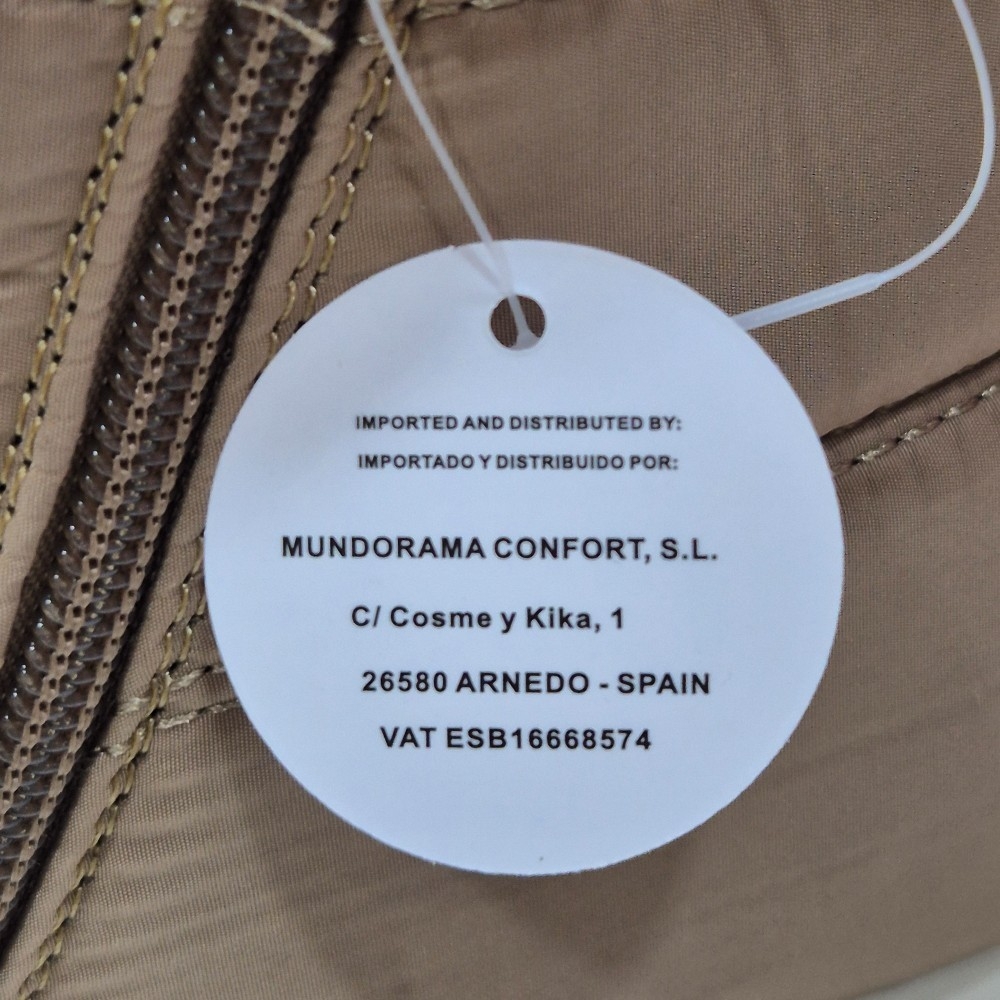 IMPORTED AND DISTRIBUTED BY:
IMPORTADO Y DISTRIBUIDO POR:
MUNDORAMA CONFORT, S.L.
C/ Cosme y Kika, 1
26580 ARNEDO - SPAIN
VAT ESB16668574